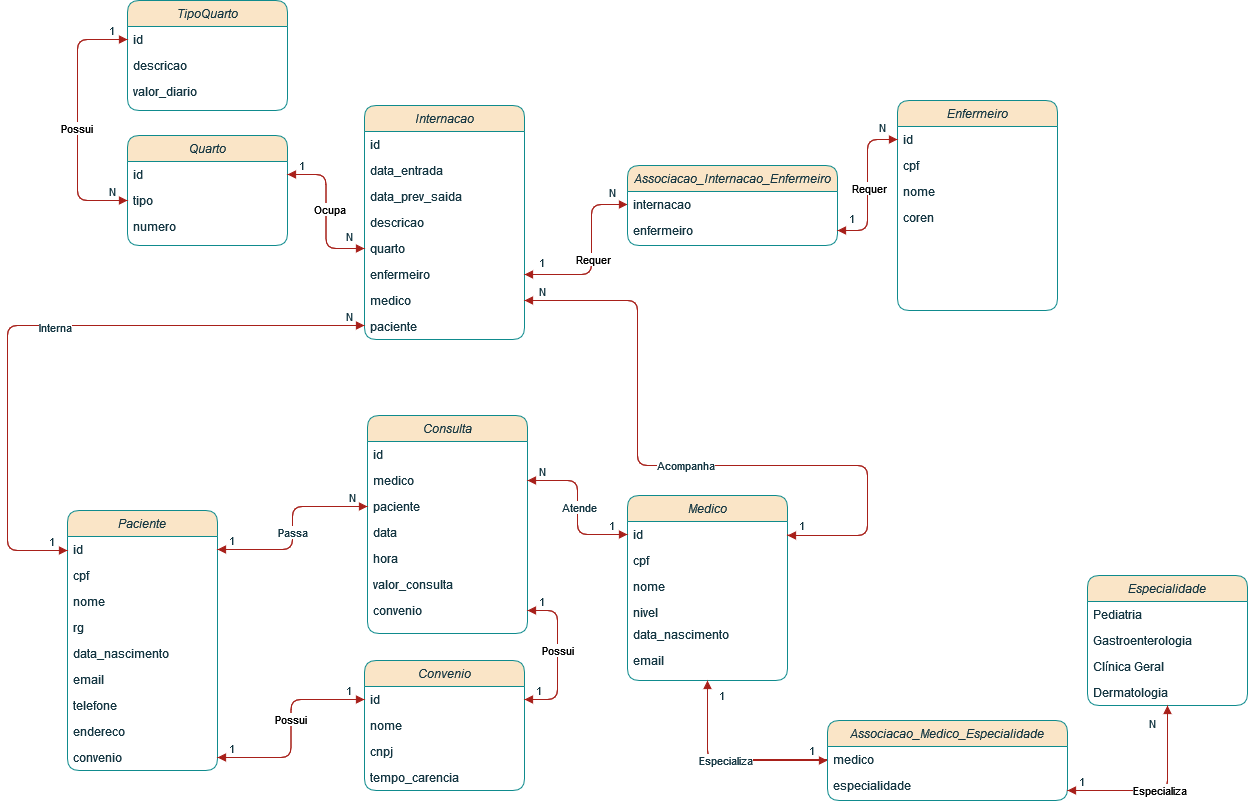 TipoQuarto
id
descricao
valor_diario
1
Possui
N
Quarto
id
tipo
numero
1
Ocupa
N
Internacao
id
data_entrada
data_prev_saida
descricao
quarto
enfermeiro
medico
paciente
1
Requer
N
Associacao_Internacao_Enfermeiro
internacao
enfermeiro
1
Requer
N
Enfermeiro
id
cpf
nome
coren
N
Interna
1
N
Acompanha
1
Consulta
id
medico
paciente
data
hora
valor_consulta
convenio
N
Atende
1
N
Passa
1
Paciente
id
cpf
nome
rg
data_nascimento
email
telefone
endereco
convenio
Medico
id
cpf
nome
nivel
data_nascimento
email
1
Possui
1
Convenio
id
nome
cnpj
tempo_carencia
1
Possui
1
Especialidade
Pediatria
Gastroenterologia
Clínica Geral
Dermatologia
1
Especializa
1
Associacao_Medico_Especialidade
medico
especialidade
N
1
Especializa